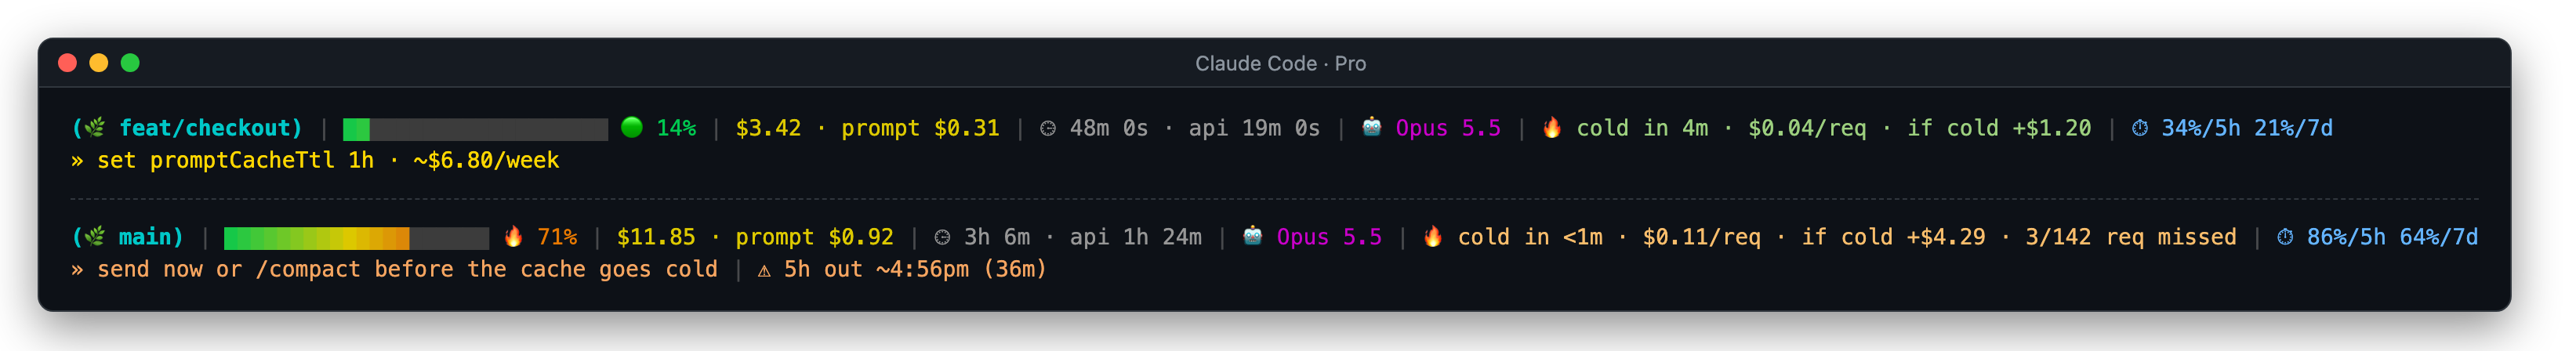 Claude Code · Pro
(🌿 feat/checkout) | 🟢 14% | $3.42 · prompt $0.31 | 🕒 48m 0s · api 19m 0s | 🤖 Opus 5.5 | 🔥 cold in 4m · $0.04/req · if cold +$1.20 | ⏱ 34%/5h 21%/7d
» set promptCacheTtl 1h · ~$6.80/week
(🌿 main) | 🔥 71% | $11.85 · prompt $0.92 | 🕒 3h 6m · api 1h 24m | 🤖 Opus 5.5 | 🔥 cold in <1m · $0.11/req · if cold +$4.29 · 3/142 req missed | ⏱ 86%/5h 64%/7d
» send now or /compact before the cache goes cold | ⚠ 5h out ~4:56pm (36m)